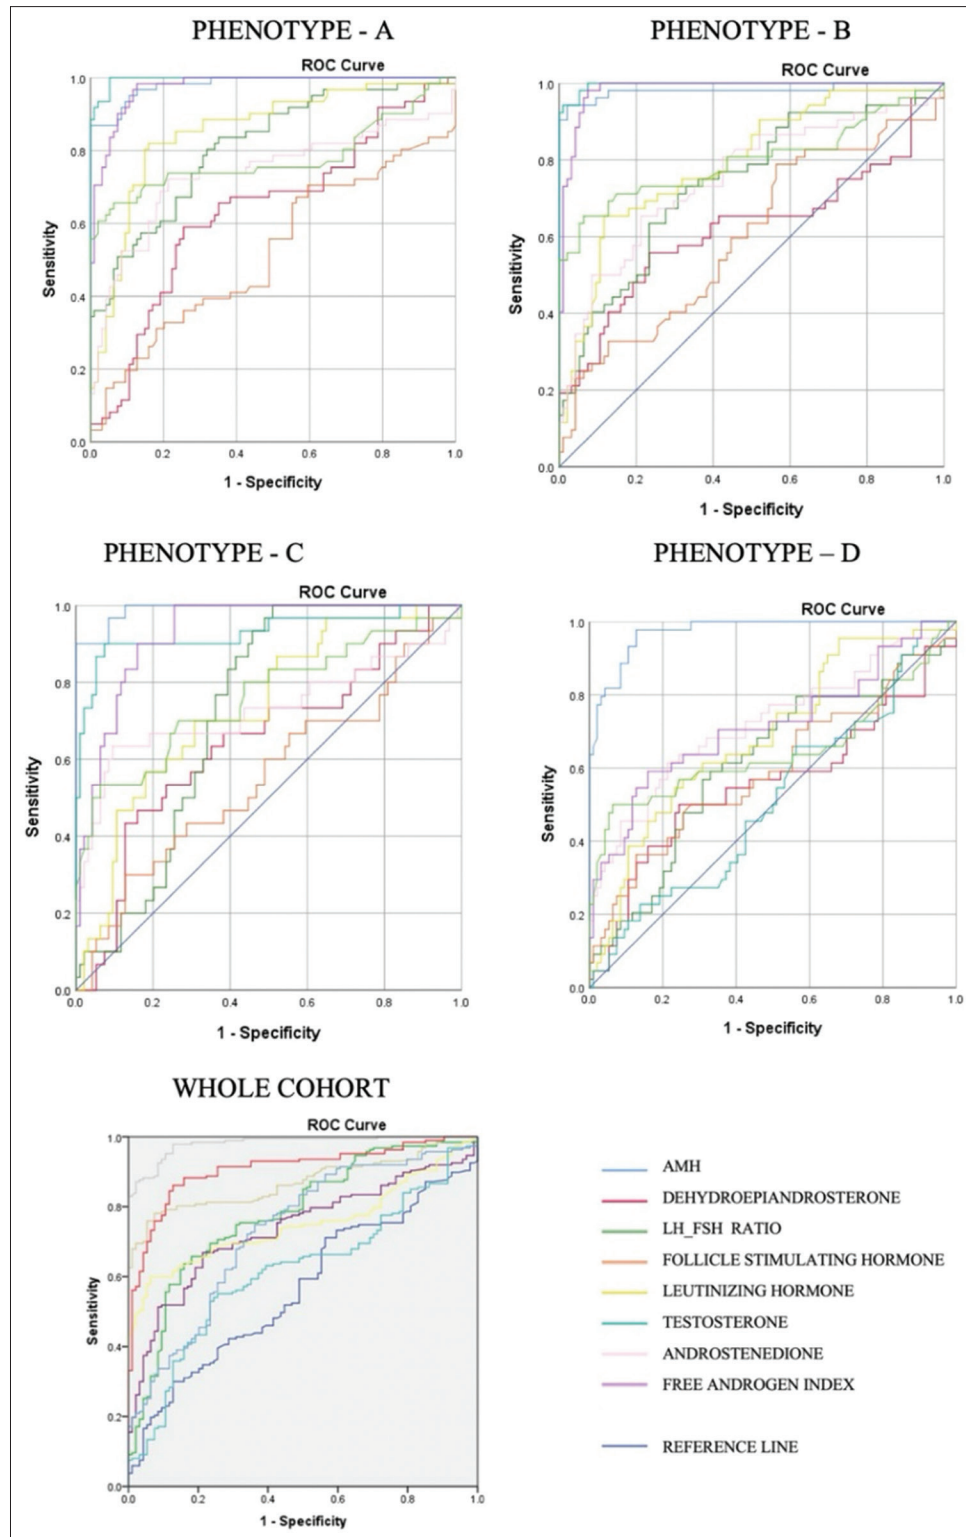 PHENOTYPE - A
PHENOTYPE - B
ROC Curve
ROC Curve
Sensitivity
1.0
0.8
0.6
0.4
0.2
0.0
0.0 0.2 0.4 0.6 0.8 1.0
1 - Specificity
Sensitivity
1.0
0.8
0.6
0.4
0.2
0.0
0.0 0.2 0.4 0.6 0.8 1.0
1 - Specificity
PHENOTYPE - C
PHENOTYPE – D
ROC Curve
ROC Curve
Sensitivity
1.0
0.8
0.6
0.4
0.2
0.0
0.0 0.2 0.4 0.6 0.8 1.0
1 - Specificity
Sensitivity
1.0
0.8
0.6
0.4
0.2
0.0
0.0 0.2 0.4 0.6 0.8 1.0
1 - Specificity
WHOLE COHORT
ROC Curve
Sensitivity
1.0
0.8
0.6
0.4
0.2
0.0
0.0 0.2 0.4 0.6 0.8 1.0
1 - Specificity
AMH
DEHYDROEPIANDROSTERONE
LH_FSH RATIO
FOLLICLE STIMULATING HORMONE
LEUTINIZING HORMONE
TESTOSTERONE
ANDROSTENEDIONE
FREE ANDROGEN INDEX
REFERENCE LINE